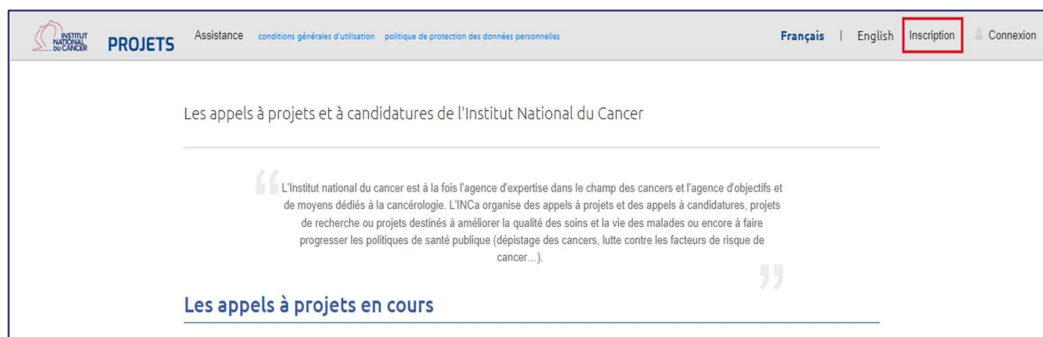 INSTITUT
NATIONAL
DU CANCER
PROJETS
Assistance
conditions générales d'utilisation
politique de protection des données personnelles
Français | English
Inscription
Connexion
Les appels à projets et à candidatures de l'Institut National du Cancer
“
L'Institut national du cancer est à la fois l'agence d'expertise dans le champ des cancers et l'agence d'objectifs et
de moyens dédiés à la cancérologie. L'INCa organise des appels à projets et des appels à candidatures, projets
de recherche ou projets destinés à améliorer la qualité des soins et la vie des malades ou encore à faire
progresser les politiques de santé publique (dépistage des cancers, lutte contre les facteurs de risque de
cancer...).
”
Les appels à projets en cours